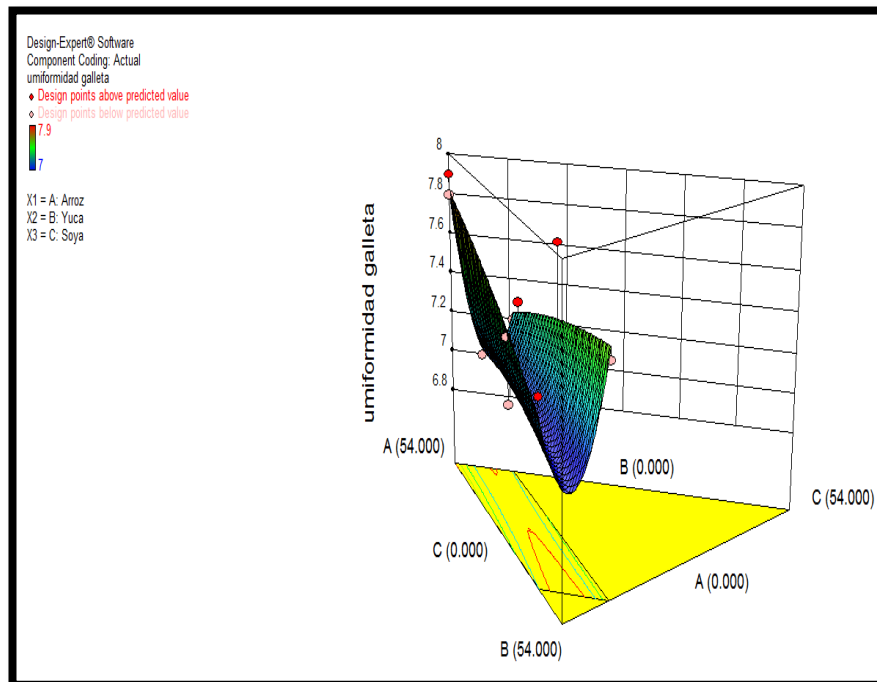 Design-Expert® Software
Component Coding: Actual
umiformidad galleta
Design points above predicted value
Design points below predicted value
7.9
7
X1 = A: Arroz
X2 = B: Yuca
X3 = C: Soya
8
7.8
7.6
7.4
7.2
7
6.8
umiformidad galleta
A (54.000)
B (0.000)
C (54.000)
C (0.000)
A (0.000)
B (54.000)